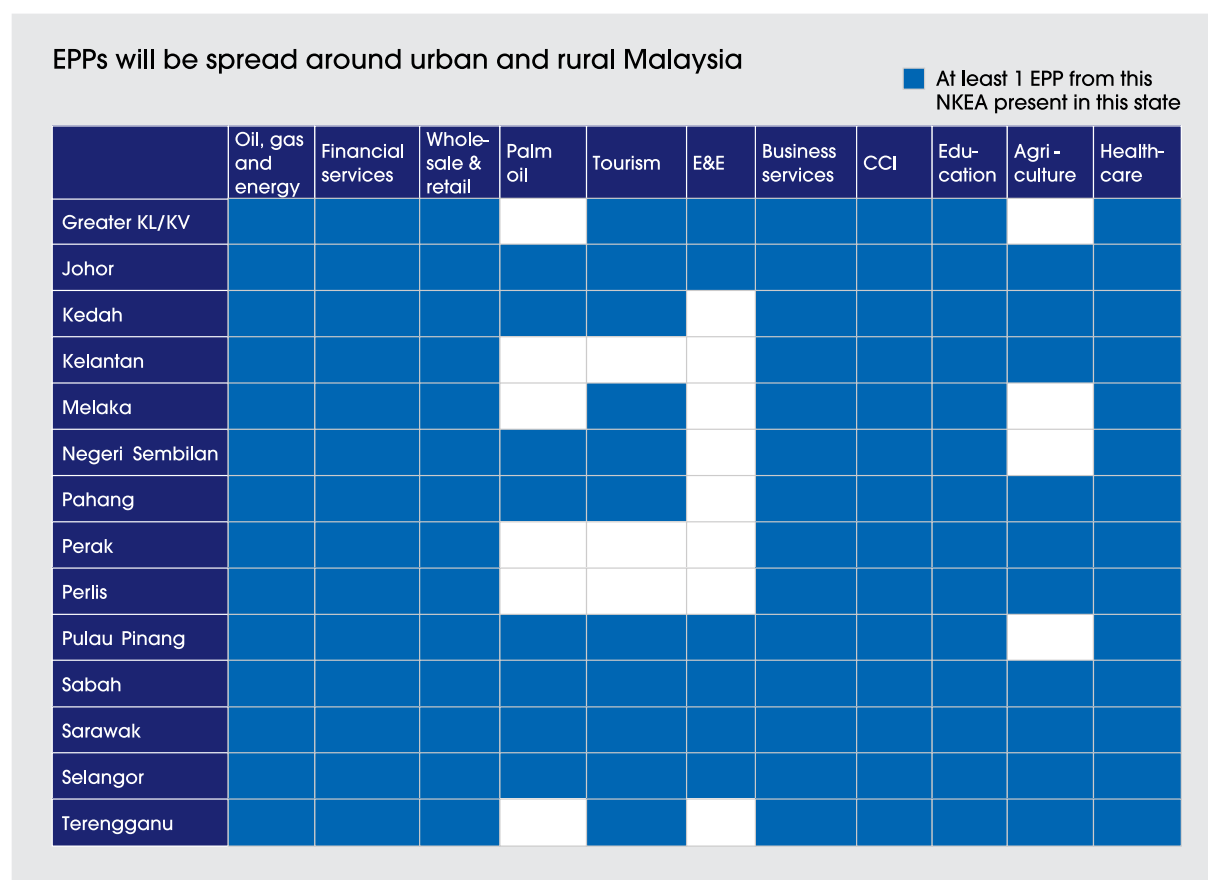 EPPs will be spread around urban and rural Malaysia
At least 1 EPP from this
NKEA present in this state
Oil, gas
and
energy
Financial
services
Whole-
sale &
retail
Palm
oil
Tourism
E&E
Business
services
CCI
Edu-
cation
Agri -
culture
Health-
care
Greater KL/KV
Johor
Kedah
Kelantan
Melaka
Negeri Sembilan
Pahang
Perak
Perlis
Pulau Pinang
Sabah
Sarawak
Selangor
Terengganu